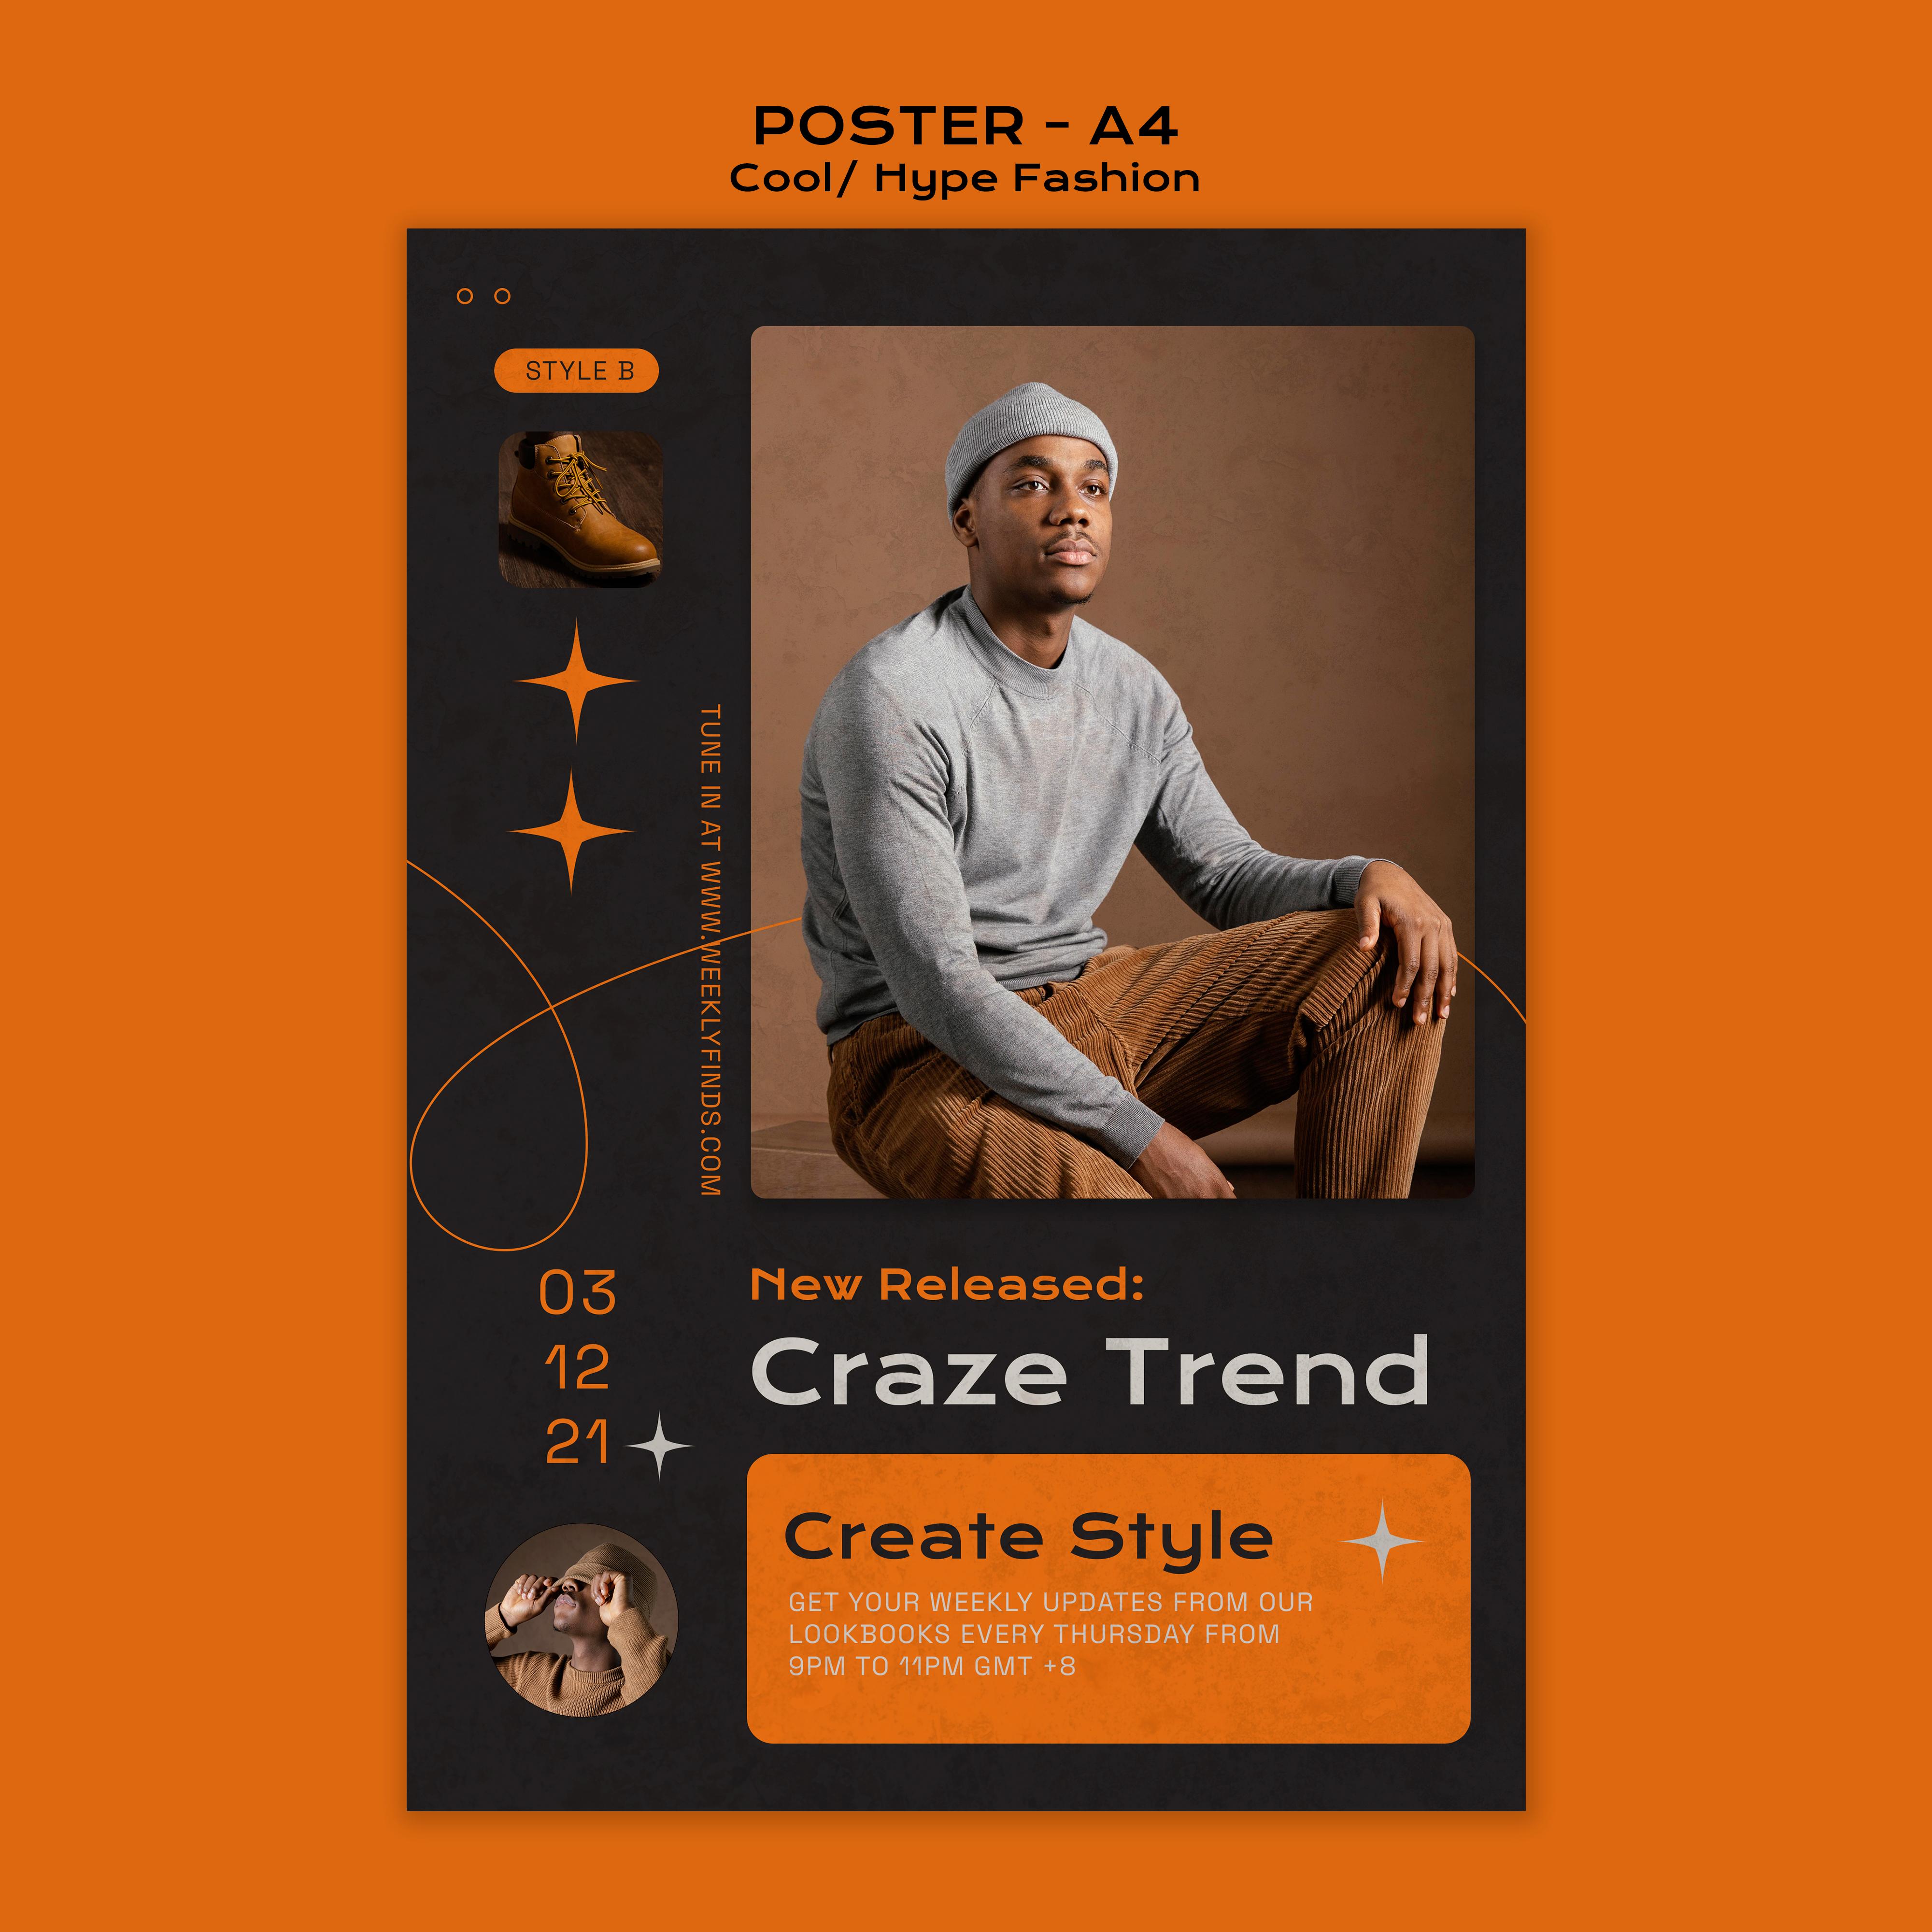 POSTER - A4
Cool/ Hype Fashion
STYLE B
TUNE IN AT WWW.WEEKLYFINDS.COM
03
12
21
New Released:
Craze Trend
Create Style
GET YOUR WEEKLY UPDATES FROM OUR
LOOKBOOKS EVERY THURSDAY FROM
9PM TO 11PM GMT +8